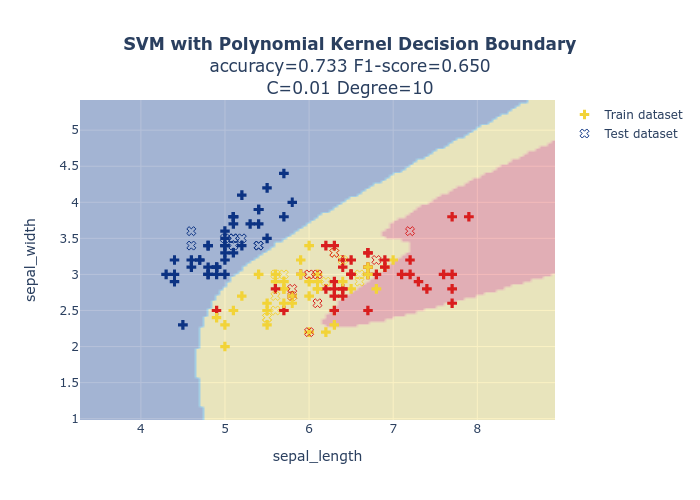 SVM with Polynomial Kernel Decision Boundary
accuracy=0.733 F1-score=0.650
C=0.01 Degree=10
Train dataset
Test dataset
sepal_width
5
4.5
4
3.5
3
2.5
2
1.5
1
4
5
6
7
8
sepal_length